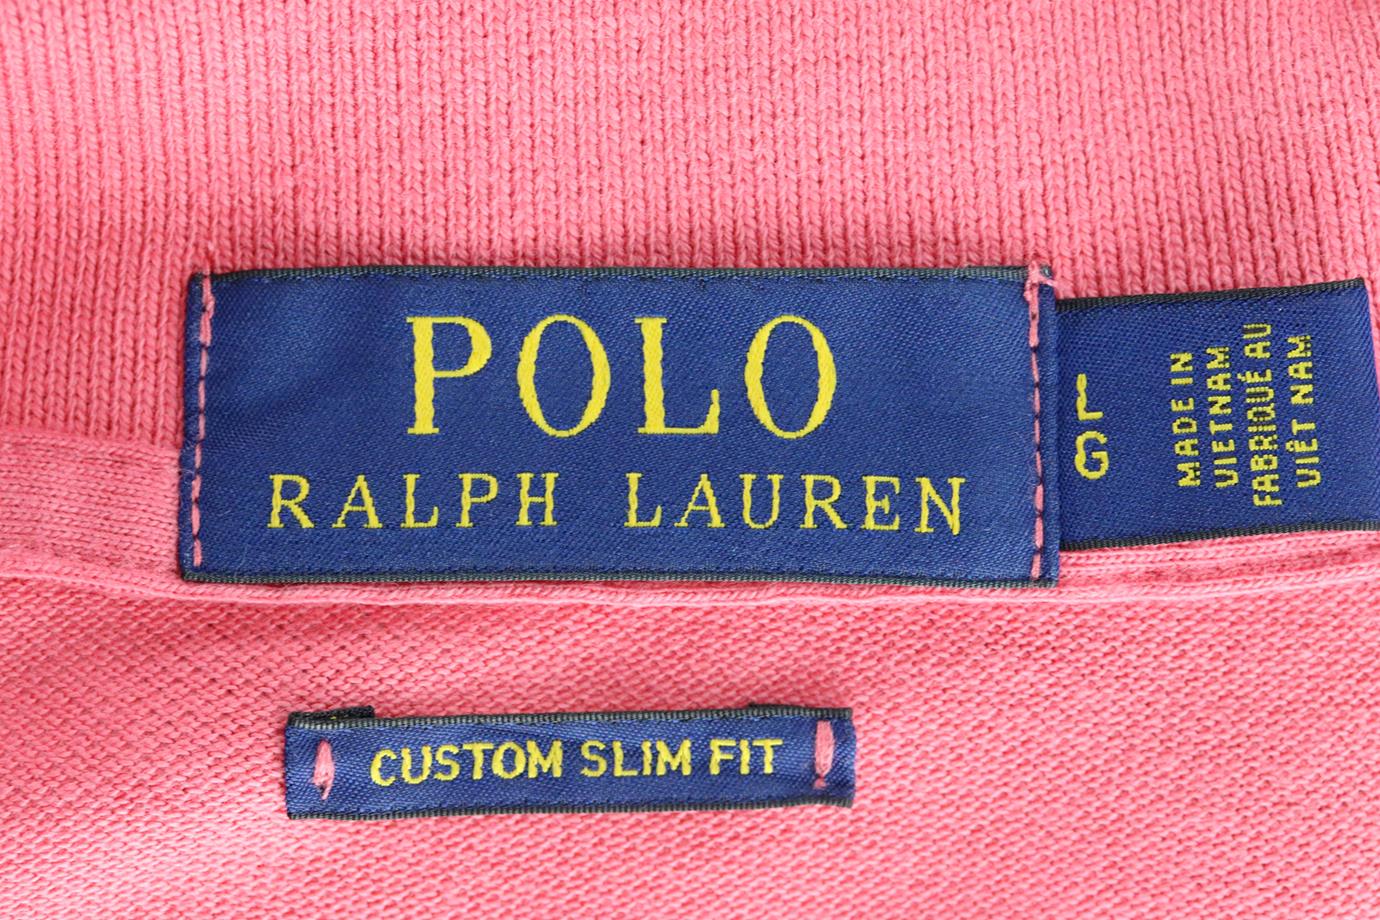 POLO
RALPH LAUREN
L
G
MADE IN
VIETNAM
FABRIQUÉ AU
VIÊT NAM
CUSTOM SLIM FIT